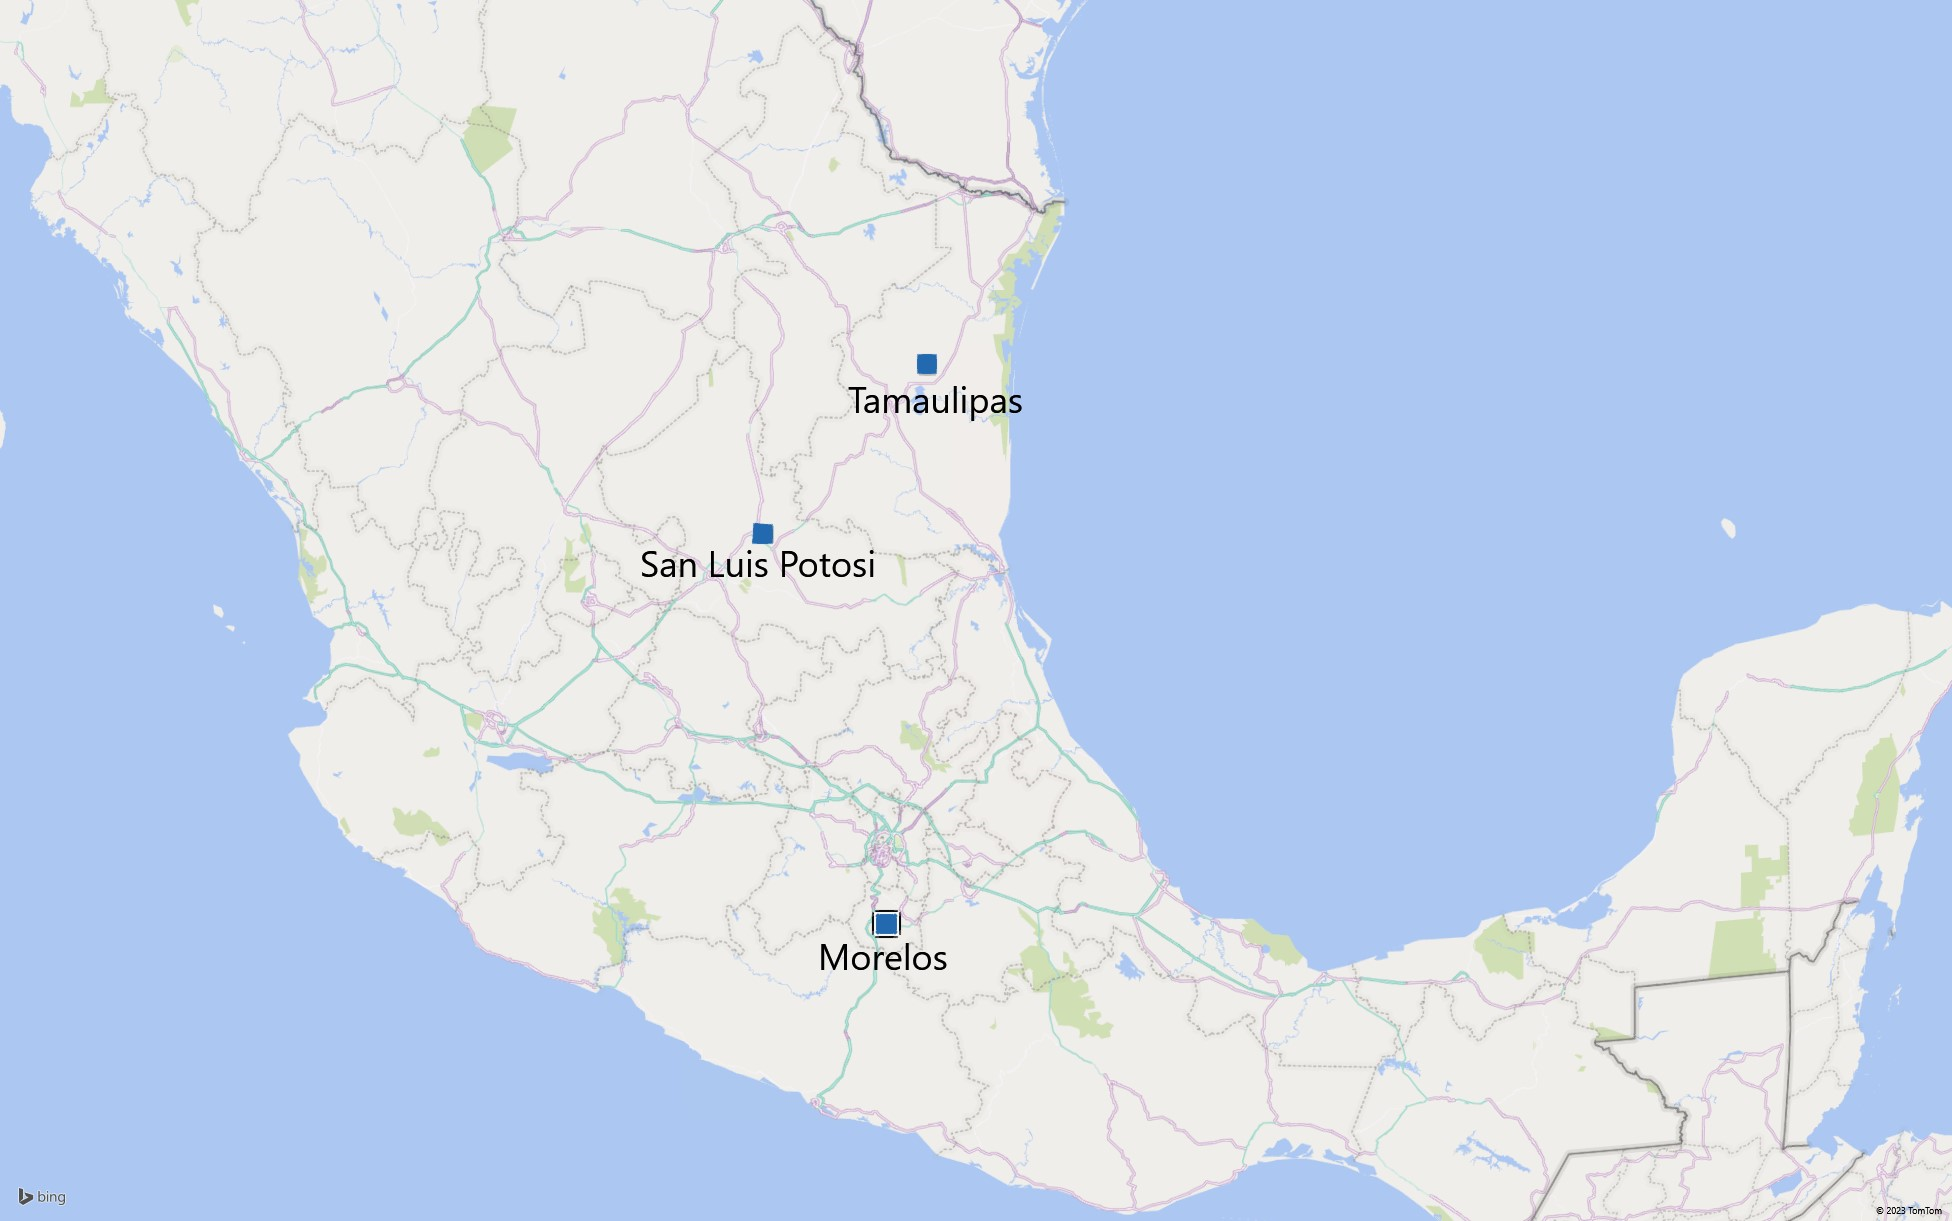 Tamaulipas
San Luis Potosi
Morelos
bing
© 2023 TomTom